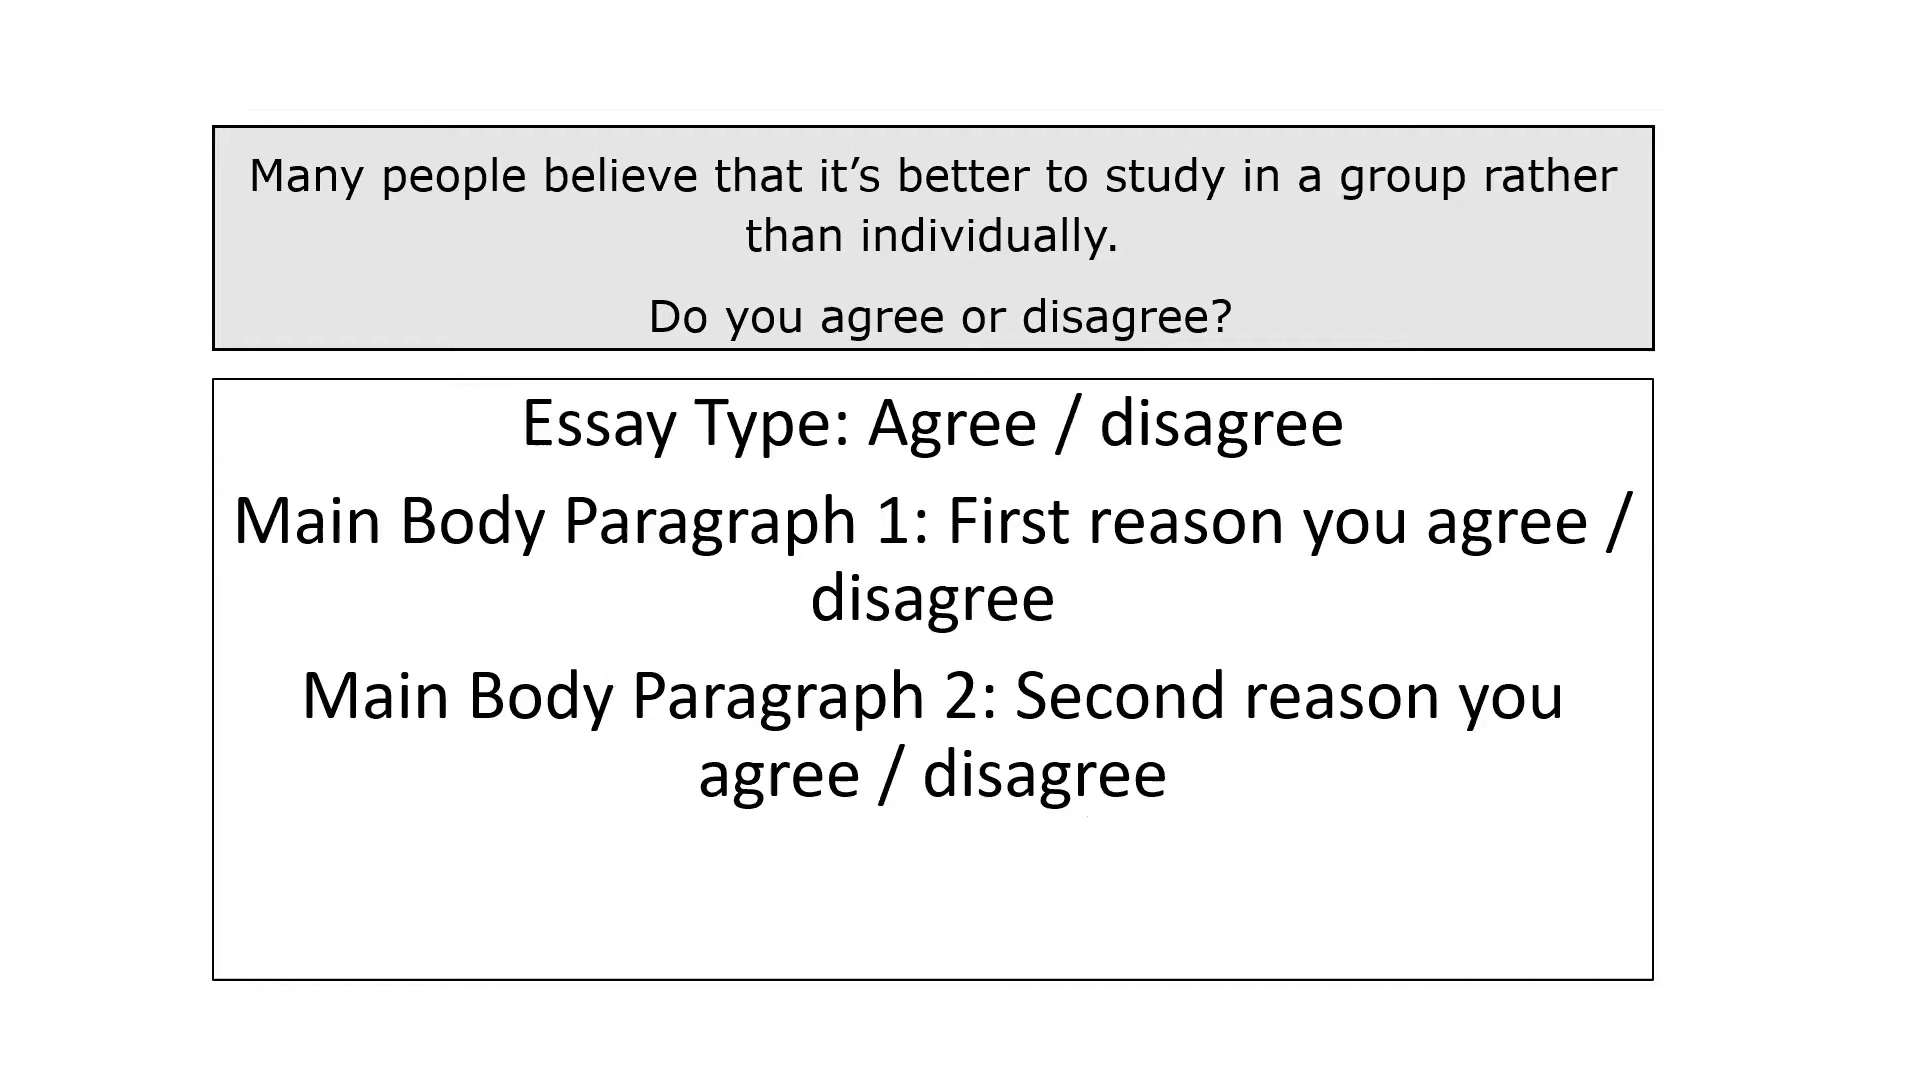 Many people believe that it’s better to study in a group rather
than individually.
Do you agree or disagree?
Essay Type: Agree / disagree
Main Body Paragraph 1: First reason you agree /
disagree
Main Body Paragraph 2: Second reason you
agree / disagree